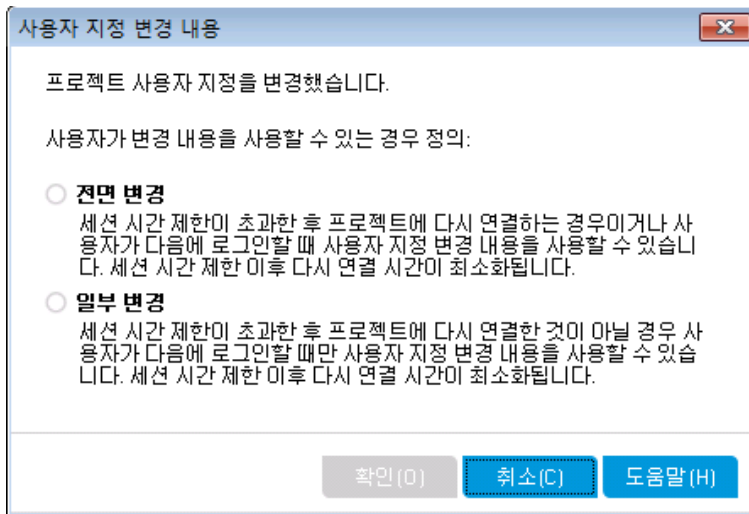 사용자 지정 변경 내용
프로젝트 사용자 지정을 변경했습니다.
사용자가 변경 내용을 사용할 수 있는 경우 정의:
전면 변경
세션 시간 제한이 초과한 후 프로젝트에 다시 연결하는 경우이거나 사
용자가 다음에 로그인할 때 사용자 지정 변경 내용을 사용할 수 있습니
다. 세션 시간 제한 이후 다시 연결 시간이 최소화됩니다.
일부 변경
세션 시간 제한이 초과한 후 프로젝트에 다시 연결한 것이 아닐 경우 사
용자가 다음에 로그인할 때만 사용자 지정 변경 내용을 사용할 수 있습
니다. 세션 시간 제한 이후 다시 연결 시간이 최소화됩니다.
확인(O) 취소(C) 도움말(H)